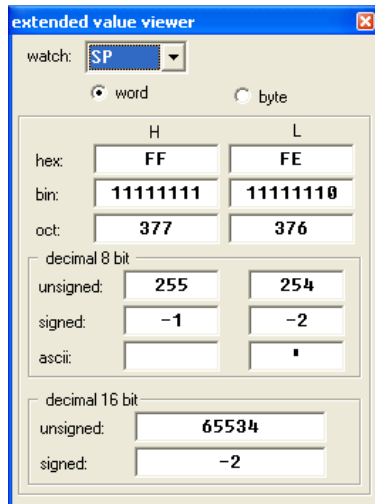 extended value viewer
watch: SP
word byte
H L
hex: FF FE
bin: 11111111 11111110
oct: 377 376
decimal 8 bit
unsigned: 255 254
signed: -1 -2
ascii:
decimal 16 bit
unsigned: 65534
signed: -2